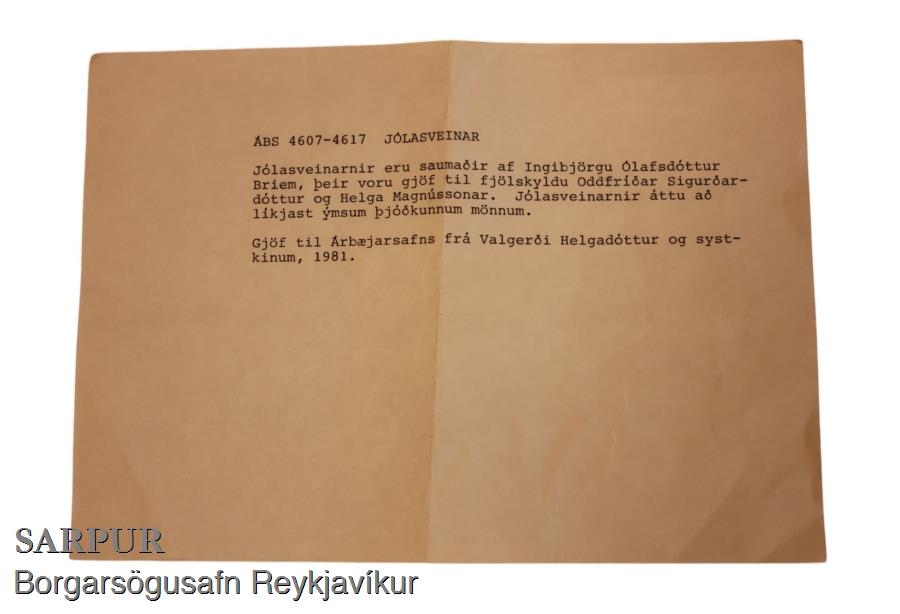 ÁBS 4607-4617 JÓLASVEINAR
Jólasveinarnir eru saumaðir af Ingibjörgu Ólafsdóttur
Briem, þeir voru gjöf til fjölskyldu Oddfríðar Sigurðar-
dóttur og Helga Magnússonar. Jólasveinarnir áttu að
líkjast ýmsum þjóðkunnum mönnum.
Gjöf til Árbæjarsafns frá Valgerði Helgadóttur og syst-
kinum, 1981.
SARPUR
Borgarsögusafn Reykjavíkur